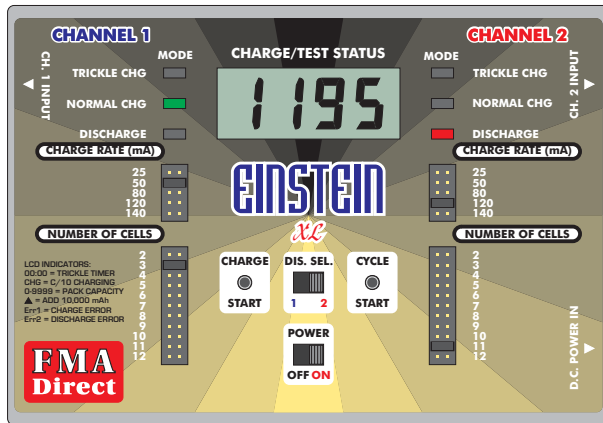 CHANNEL 1
CHANNEL 2
CHARGE/TEST STATUS
MODE
MODE
CH. 1 INPUT
CH. 2 INPUT
TRICKLE CHG
TRICKLE CHG
NORMAL CHG
NORMAL CHG
DISCHARGE
DISCHARGE
1195
CHARGE RATE (mA)
CHARGE RATE (mA)
25
50
80
120
140
25
50
80
120
140
EINSTEIN
XL
NUMBER OF CELLS
NUMBER OF CELLS
2
3
4
5
6
7
8
9
10
11
12
2
3
4
5
6
7
8
9
10
11
12
LCD INDICATORS:
00:00 = TRICKLE TIMER
CHG = C/10 CHARGING
0-9999 = PACK CAPACITY
▲ = ADD 10,000 mAh
Err1 = CHARGE ERROR
Err2 = DISCHARGE ERROR
CHARGE
START
DIS. SEL.
1 2
CYCLE
START
POWER
OFF ON
D.C. POWER IN
FMA
Direct